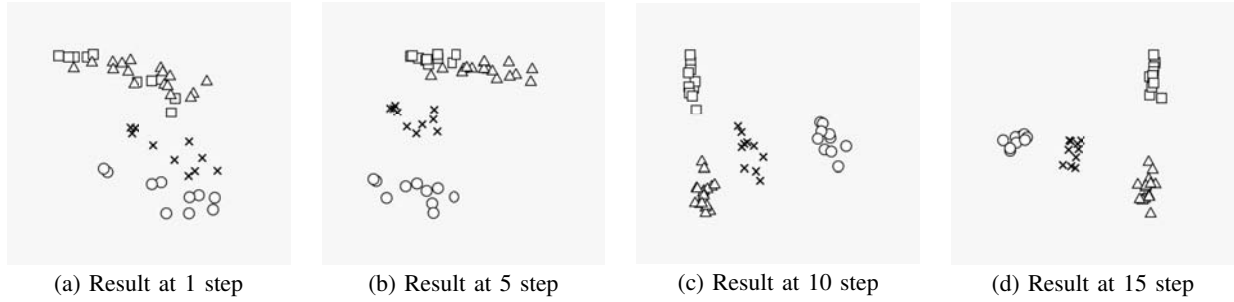 (a) Result at 1 step
(b) Result at 5 step
(c) Result at 10 step
(d) Result at 15 step